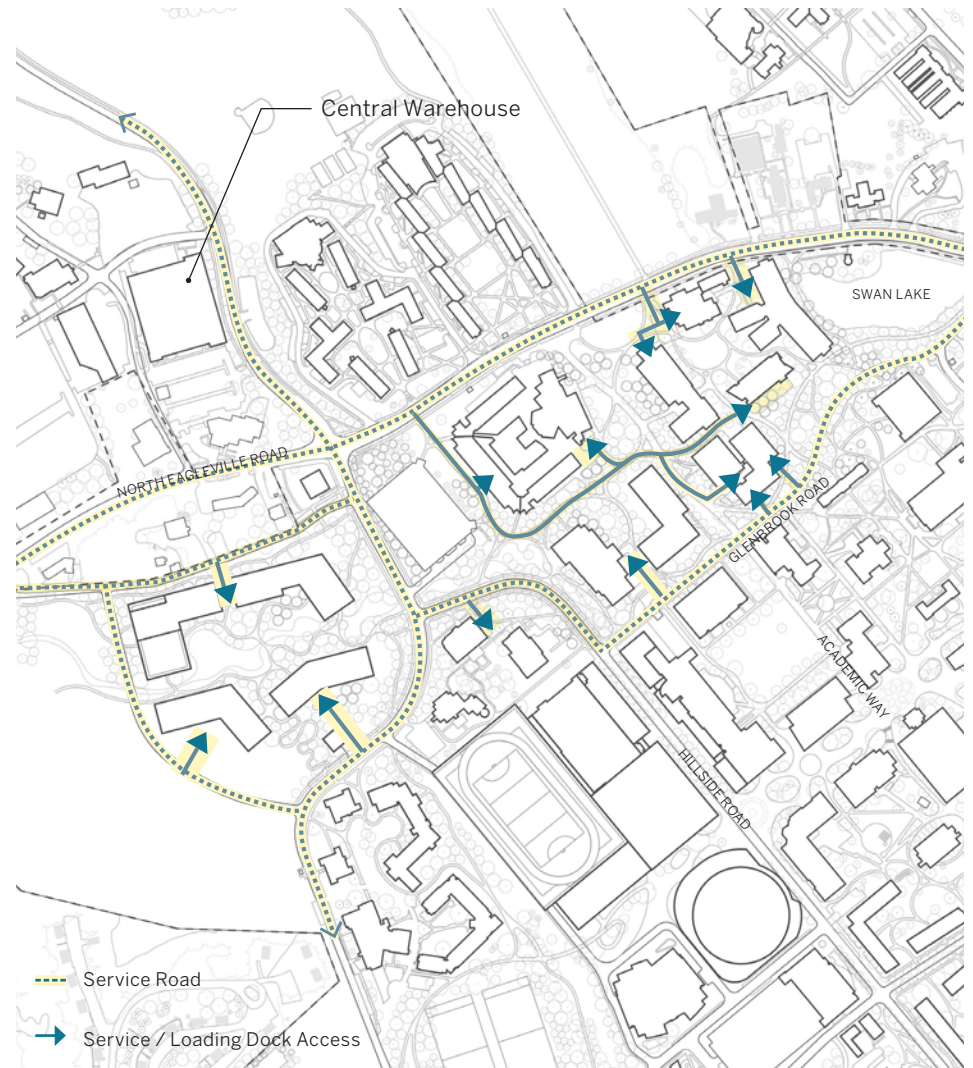 Central Warehouse
SWAN LAKE
NORTH EAGLEVILLE ROAD
GLENBROOK ROAD
ACADEMIC WAY
HILLSIDE ROAD
Service Road
Service / Loading Dock Access